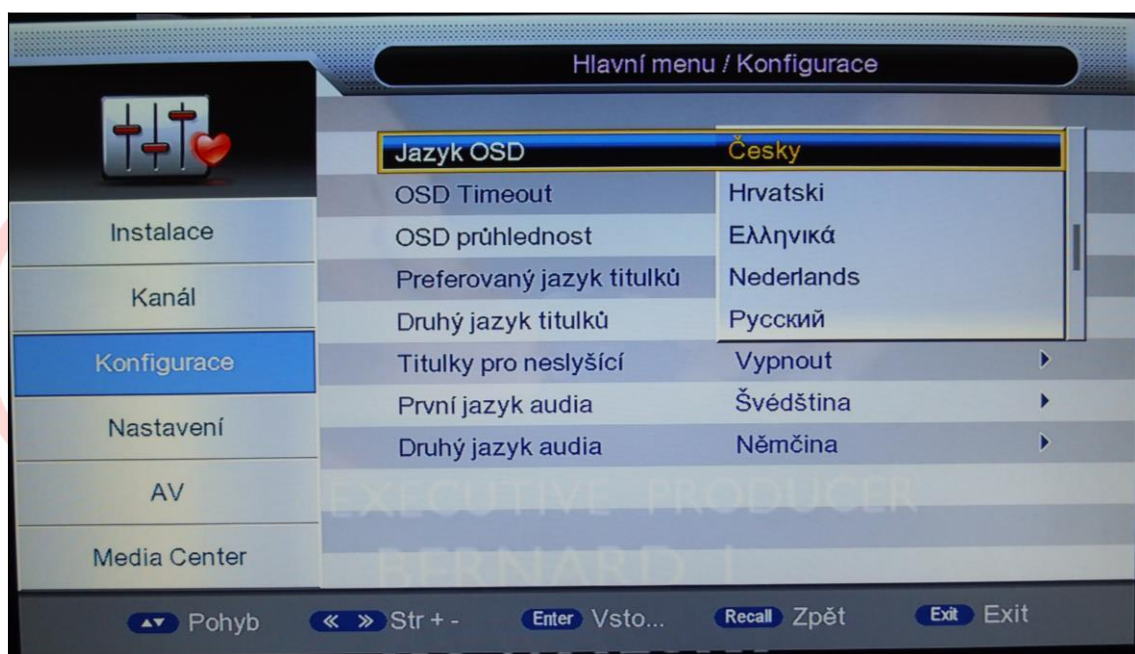 Hlavní menu / Konfigurace
Instalace
Kanál
Konfigurace
Nastavení
AV
Media Center
Jazyk OSD Česky
OSD Timeout Hrvatski
OSD průhlednost Ελληνικά
Preferovaný jazyk titulků Nederlands
Druhý jazyk titulků Русский
Titulky pro neslyšící Vypnout
První jazyk audia Švédština
Druhý jazyk audia Němčina
EXECUTIVE PRODUCER
BERNARD L.
Pohyb Str + - Enter Vsto... Recall Zpět Exit Exit